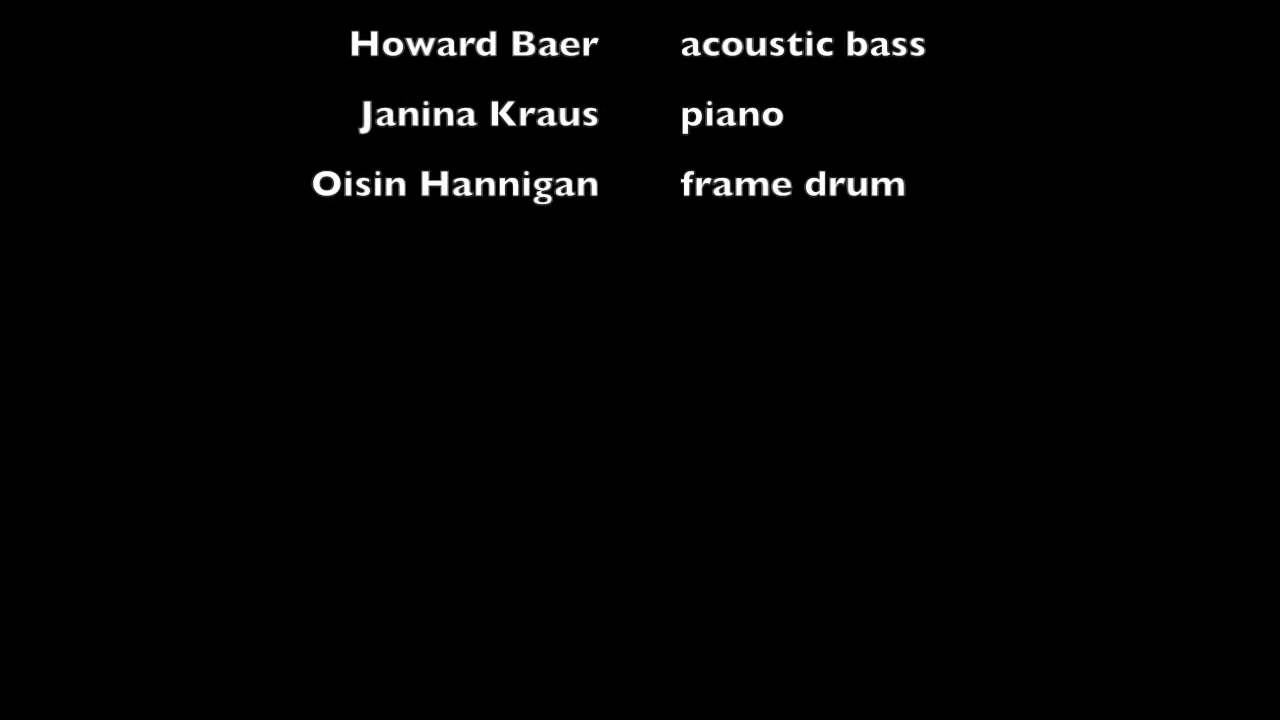 Howard Baer acoustic bass
Janina Kraus piano
Oisin Hannigan frame drum